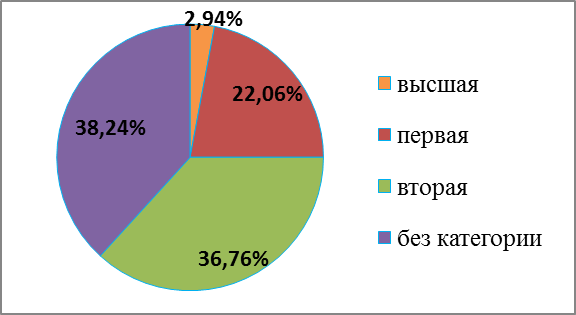 2,94%
22,06%
36,76%
38,24%
высшая
первая
вторая
без категории